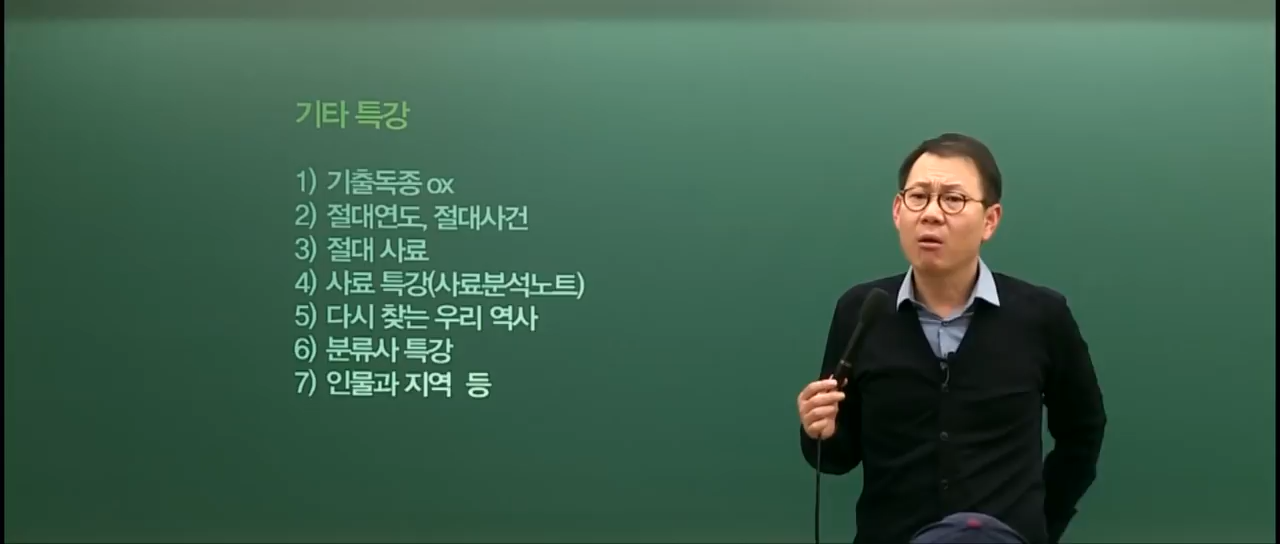 기타 특강
1) 기출독종 ox
2) 절대연도, 절대사건
3) 절대 사료
4) 사료 특강(사료분석노트)
5) 다시 찾는 우리 역사
6) 분류사 특강
7) 인물과 지역 등